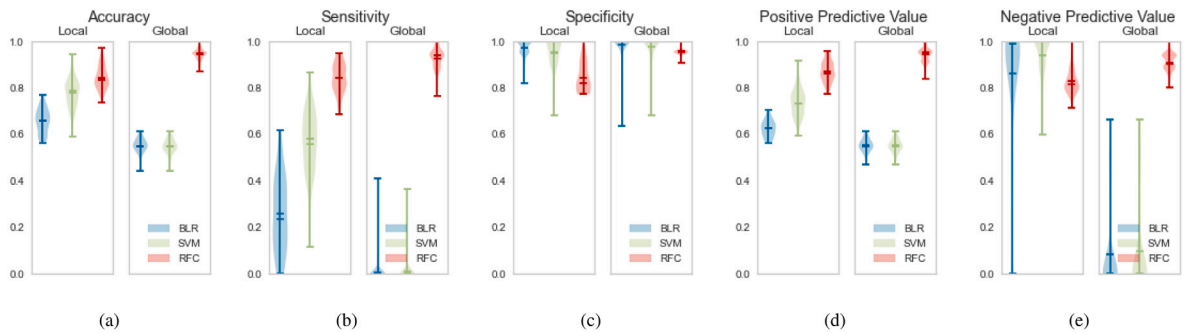 Accuracy
Local Global
1.0
0.8
0.6
0.4
0.2
0.0
BLR
SVM
RFC
(a)
Sensitivity
Local Global
1.0
0.8
0.6
0.4
0.2
0.0
BLR
SVM
RFC
(b)
Specificity
Local Global
1.0
0.8
0.6
0.4
0.2
0.0
BLR
SVM
RFC
(c)
Positive Predictive Value
Local Global
1.0
0.8
0.6
0.4
0.2
0.0
BLR
SVM
RFC
(d)
Negative Predictive Value
Local Global
1.0
0.8
0.6
0.4
0.2
0.0
BLR
SVM
RFC
(e)